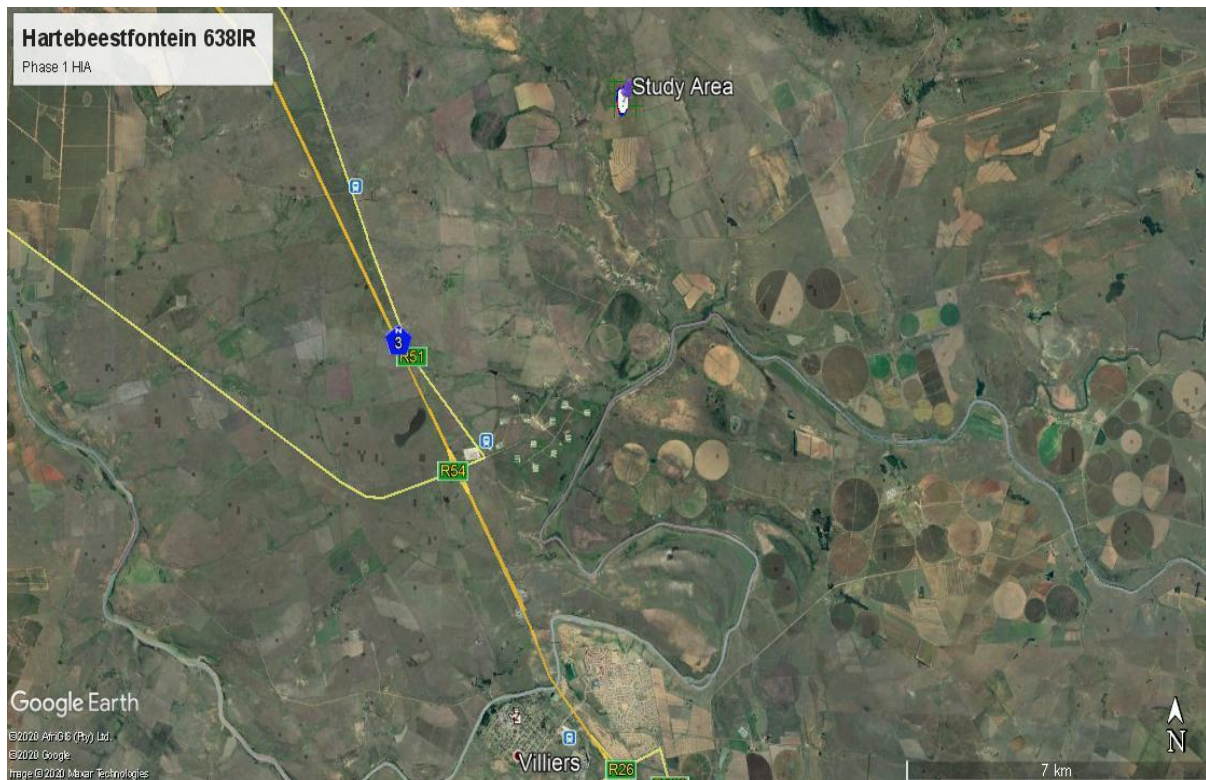 Hartebeestfontein 638IR
Phase 1 HIA
Study Area
N
3
R51
R54
Google Earth
©2020 AfriGIS (Pty) Ltd.
©2020 Google
Image ©2020 Maxar Technologies
Villiers
R26
7 km
N